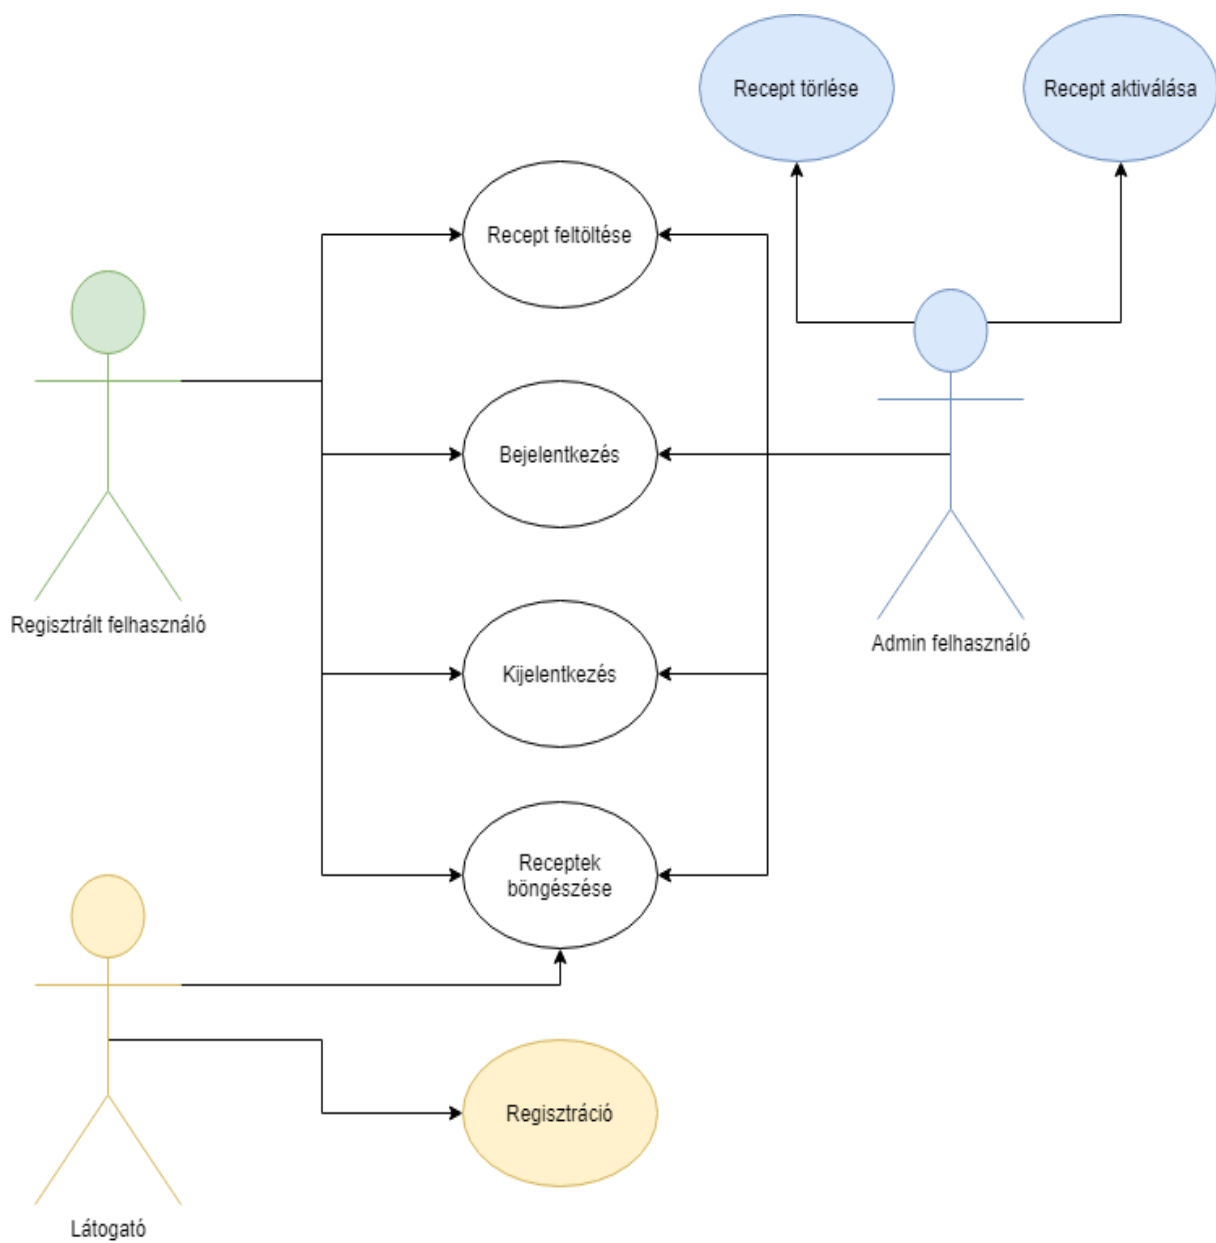 Recept törlése
Recept aktiválása
Recept feltöltése
Bejelentkezés
Regisztrált felhasználó
Admin felhasználó
Kijelentkezés
Receptek
böngészése
Regisztráció
Látogató